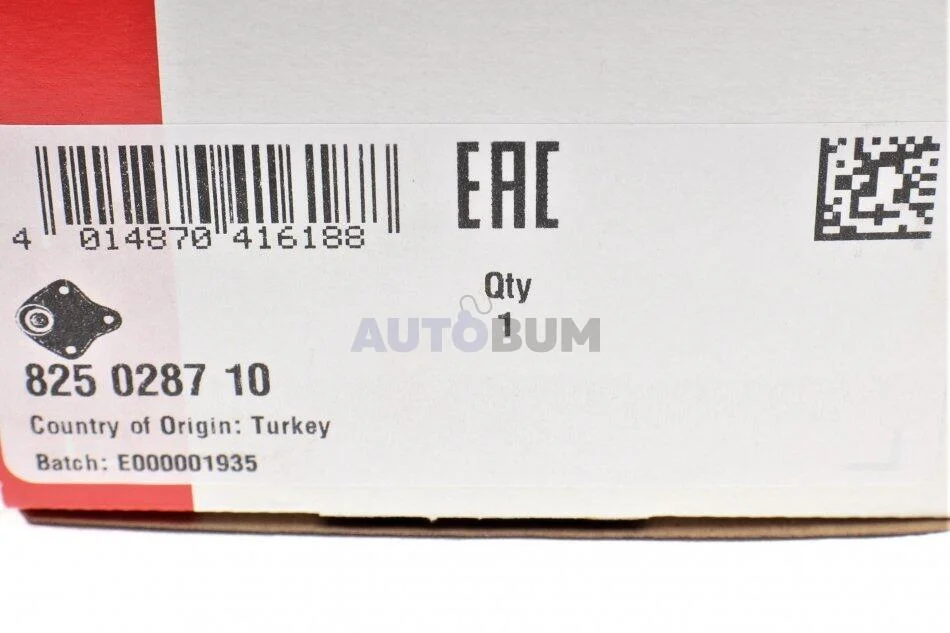 4 014870 416188
EAC
Qty
1
AUTOBUM
825 0287 10
Country of Origin: Turkey
Batch: E000001935